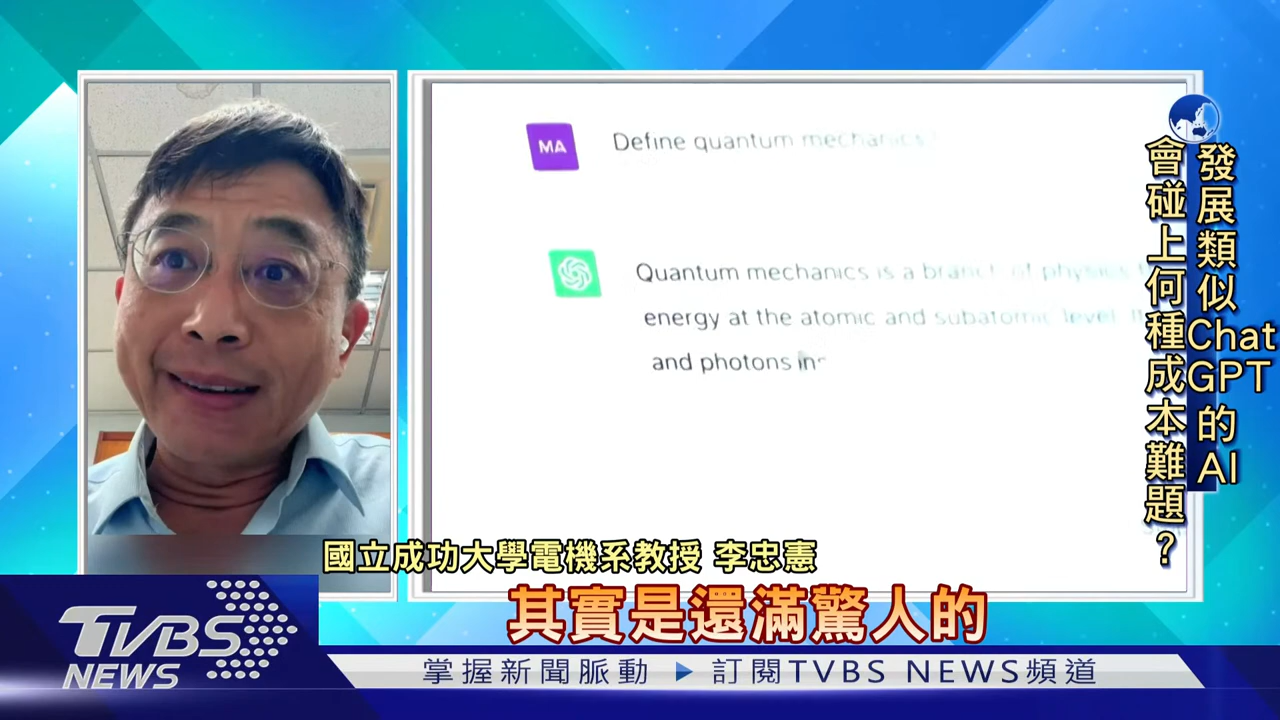 MA
Define quantum mechanics
Quantum mechanics is a branch of physics
energy at the atomic and subatomic level. It
and photons in
發展類似ChatGPT的AI
會碰上何種成本難題?
國立成功大學電機系教授 李忠憲
其實是還滿驚人的
TVBS
NEWS
掌握新聞脈動 ▶ 訂閱TVBS NEWS頻道